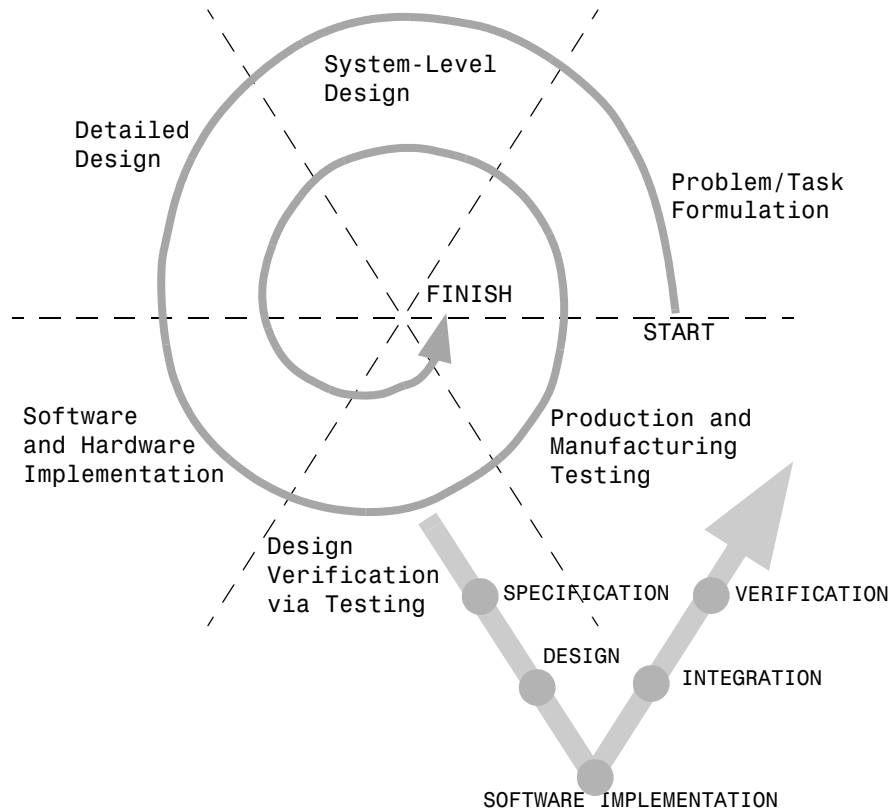 System-Level
Design
Detailed
Design
Problem/Task
Formulation
FINISH
START
Software
and Hardware
Implementation
Production and
Manufacturing
Testing
Design
Verification
via Testing
SPECIFICATION
VERIFICATION
DESIGN
INTEGRATION
SOFTWARE IMPLEMENTATION